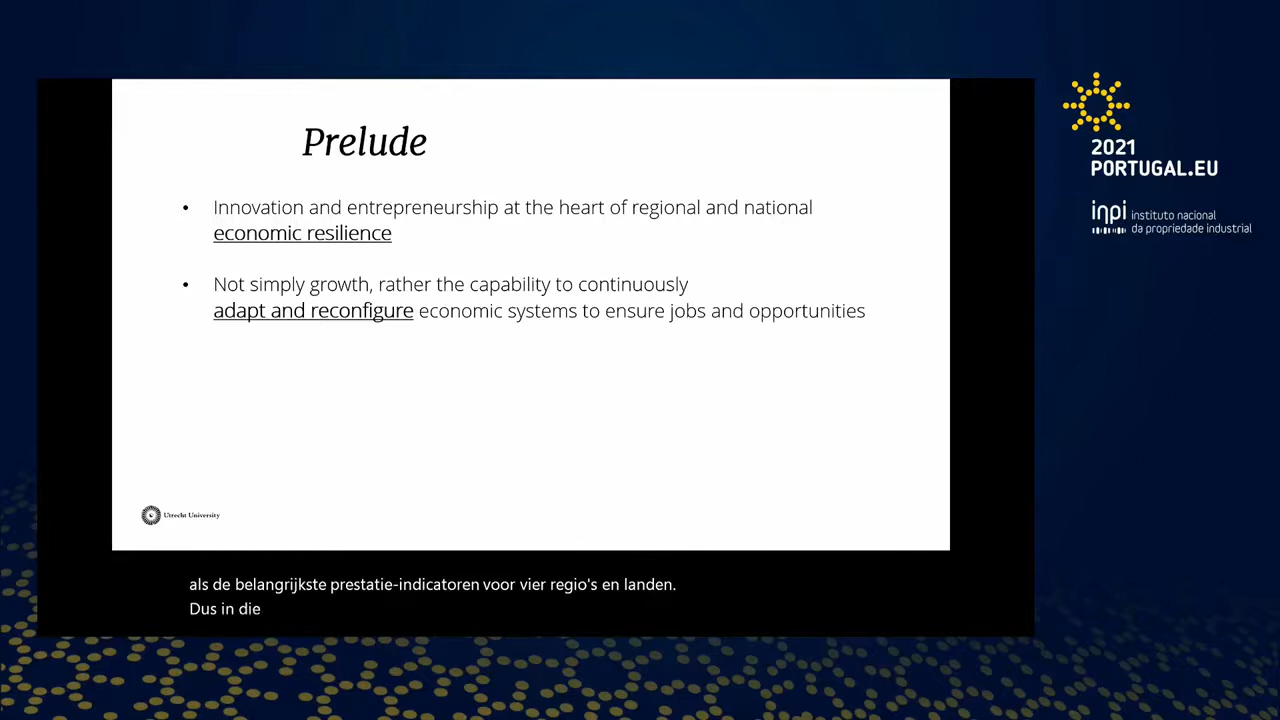 Prelude
• Innovation and entrepreneurship at the heart of regional and national
economic resilience
• Not simply growth, rather the capability to continuously
adapt and reconfigure economic systems to ensure jobs and opportunities
Utrecht University
als de belangrijkste prestatie-indicatoren voor vier regio's en landen.
Dus in die
2021
PORTUGAL.EU
inpi instituto nacional
da propriedade industrial